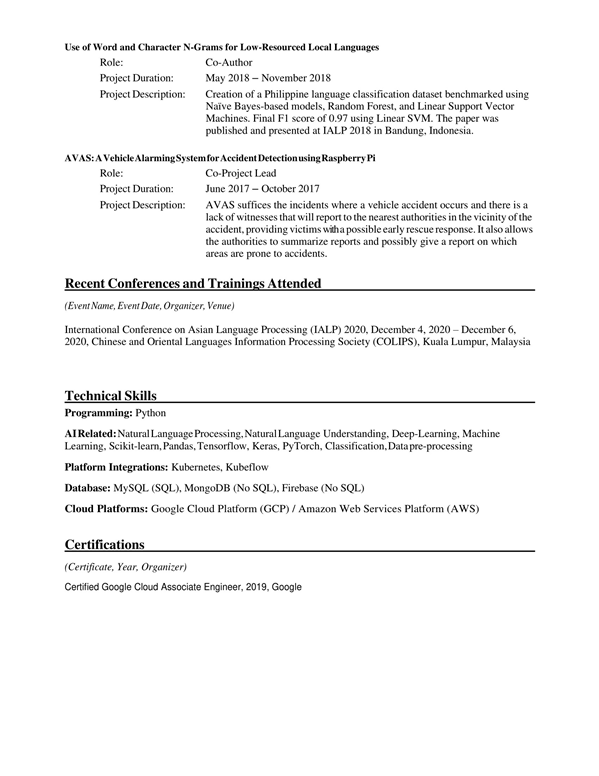 Use of Word and Character N-Grams for Low-Resourced Local Languages
Role: Co-Author
Project Duration: May 2018 – November 2018
Project Description: Creation of a Philippine language classification dataset benchmarked using
Naïve Bayes-based models, Random Forest, and Linear Support Vector
Machines. Final F1 score of 0.97 using Linear SVM. The paper was
published and presented at IALP 2018 in Bandung, Indonesia.
AVAS: A Vehicle Alarming System for Accident Detection using Raspberry Pi
Role: Co-Project Lead
Project Duration: June 2017 – October 2017
Project Description: AVAS suffices the incidents where a vehicle accident occurs and there is a
lack of witnesses that will report to the nearest authorities in the vicinity of the
accident, providing victims with a possible early rescue response. It also allows
the authorities to summarize reports and possibly give a report on which
areas are prone to accidents.
Recent Conferences and Trainings Attended
(Event Name, Event Date, Organizer, Venue)
International Conference on Asian Language Processing (IALP) 2020, December 4, 2020 – December 6,
2020, Chinese and Oriental Languages Information Processing Society (COLIPS), Kuala Lumpur, Malaysia
Technical Skills
Programming: Python
AI Related: Natural Language Processing, Natural Language Understanding, Deep-Learning, Machine
Learning, Scikit-learn, Pandas, Tensorflow, Keras, PyTorch, Classification, Data pre-processing
Platform Integrations: Kubernetes, Kubeflow
Database: MySQL (SQL), MongoDB (No SQL), Firebase (No SQL)
Cloud Platforms: Google Cloud Platform (GCP) / Amazon Web Services Platform (AWS)
Certifications
(Certificate, Year, Organizer)
Certified Google Cloud Associate Engineer, 2019, Google